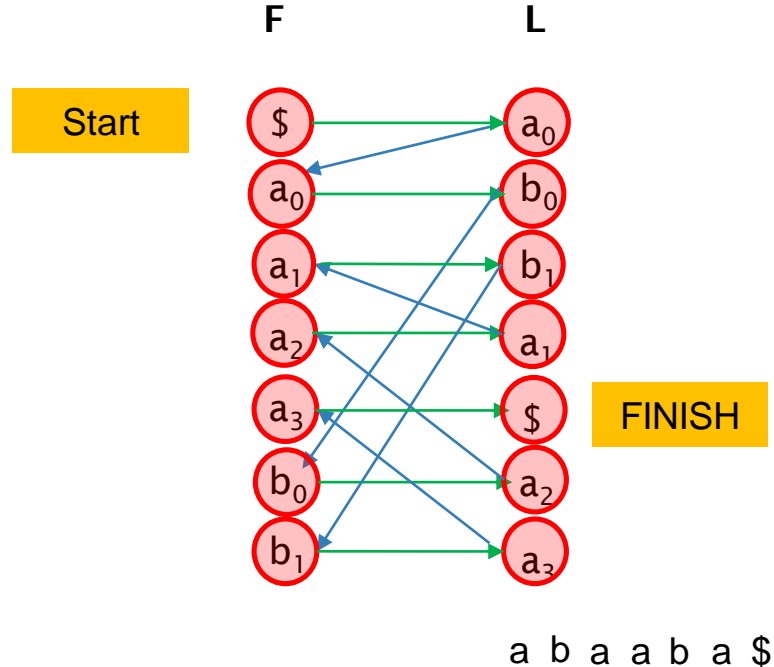 F L
Start
$ a0
a0 b0
a1 b1
a2 a1
a3 $
FINISH
b0 a2
b1 a3
a b a a b a $